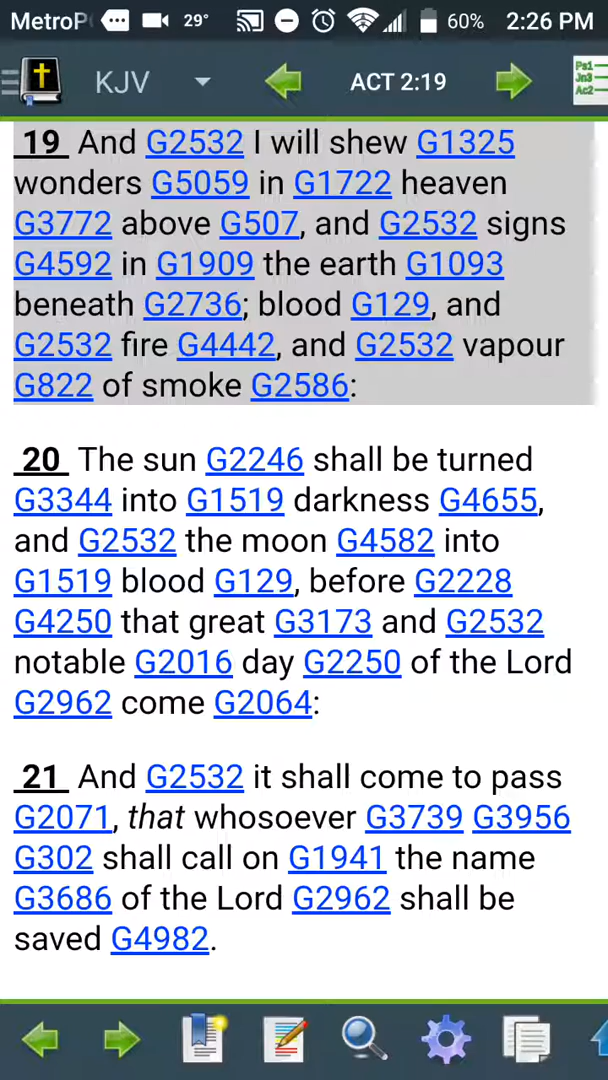 MetroP 29° 60% 2:26 PM
KJV ACT 2:19
Ps1
Jn3
Ac2
19 And G2532 I will shew G1325
wonders G5059 in G1722 heaven
G3772 above G507, and G2532 signs
G4592 in G1909 the earth G1093
beneath G2736; blood G129, and
G2532 fire G4442, and G2532 vapour
G822 of smoke G2586:
20 The sun G2246 shall be turned
G3344 into G1519 darkness G4655,
and G2532 the moon G4582 into
G1519 blood G129, before G2228
G4250 that great G3173 and G2532
notable G2016 day G2250 of the Lord
G2962 come G2064:
21 And G2532 it shall come to pass
G2071, that whosoever G3739 G3956
G302 shall call on G1941 the name
G3686 of the Lord G2962 shall be
saved G4982.